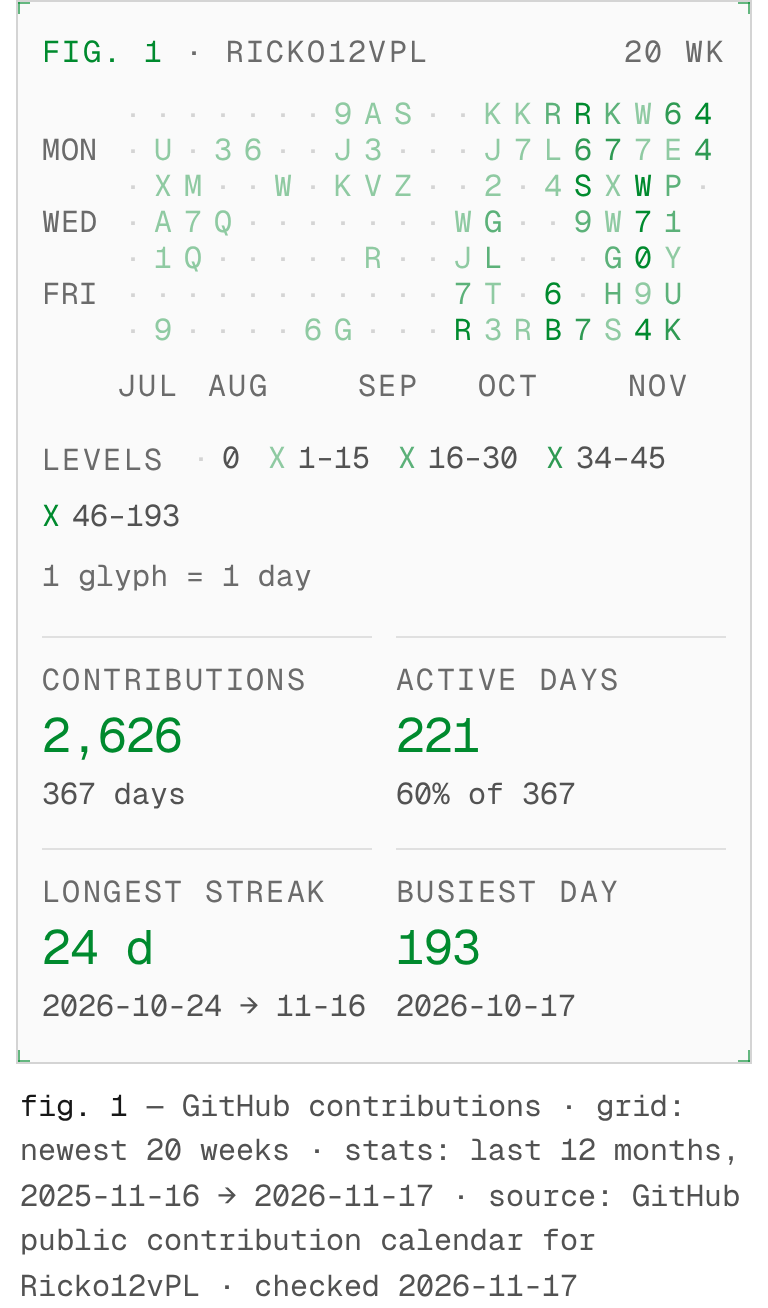 FIG. 1 · RICKO12VPL 20 WK
· · · · · · · 9 A S · · K K R R K W 6 4
MON · U · 3 6 · · J 3 · · · J 7 L 6 7 7 E 4
· X M · · W · K V Z · · 2 · 4 S X W P ·
WED · A 7 Q · · · · · · · W G · · 9 W 7 1
· 1 Q · · · · · R · · J L · · · G 0 Y
FRI · · · · · · · · · · · 7 T · 6 · H 9 U
· 9 · · · · 6 G · · · R 3 R B 7 S 4 K
JUL AUG SEP OCT NOV
LEVELS · 0 X 1–15 X 16–30 X 34–45
X 46–193
1 glyph = 1 day
CONTRIBUTIONS ACTIVE DAYS
2,626 221
367 days 60% of 367
LONGEST STREAK BUSIEST DAY
24 d 193
2026-10-24 → 11-16 2026-10-17
fig. 1 — GitHub contributions · grid:
newest 20 weeks · stats: last 12 months,
2025-11-16 → 2026-11-17 · source: GitHub
public contribution calendar for
Ricko12vPL · checked 2026-11-17